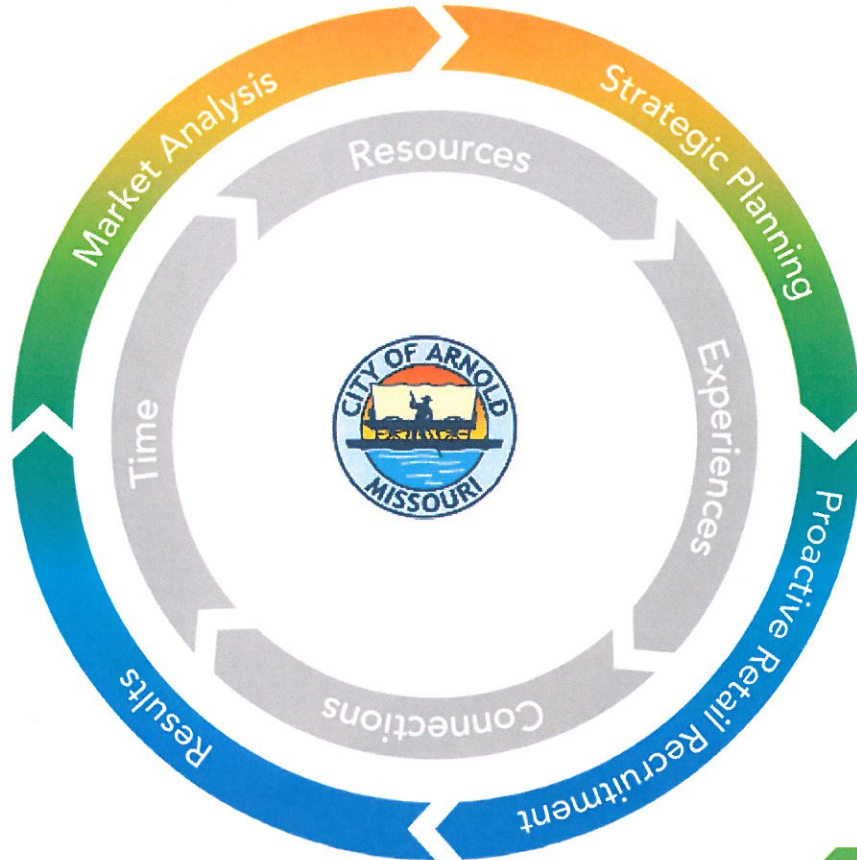 Market Analysis
Strategic Planning
Proactive Retail Recruitment
Results
Resources
Experiences
Connections
Time
CITY OF ARNOLD
MISSOURI